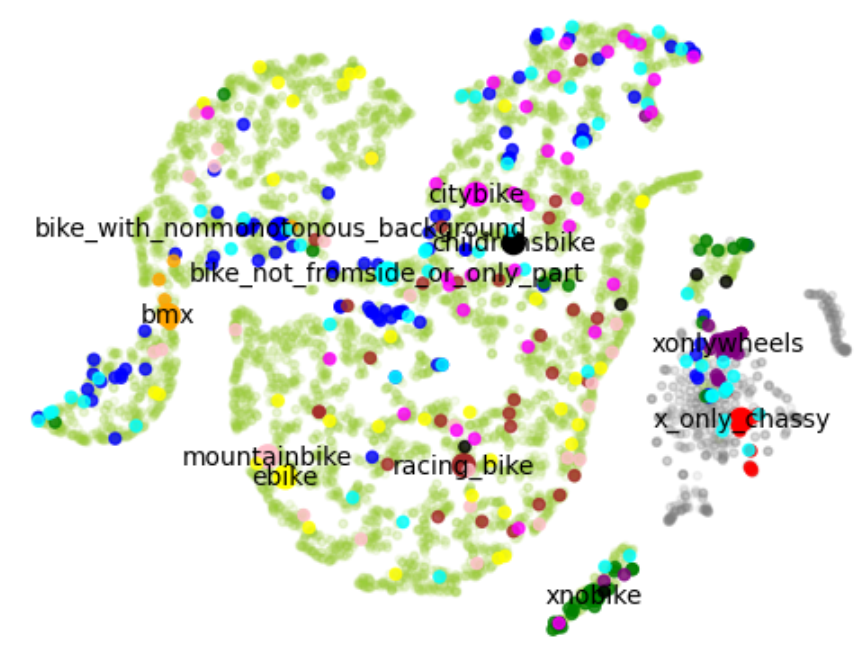 citybike
bike_with_nonmonotonous_background
childrensbike
bike_not_fromside_or_only_part
bmx
xonlywheels
x_only_chassy
mountainbike
racing_bike
ebike
xnobike